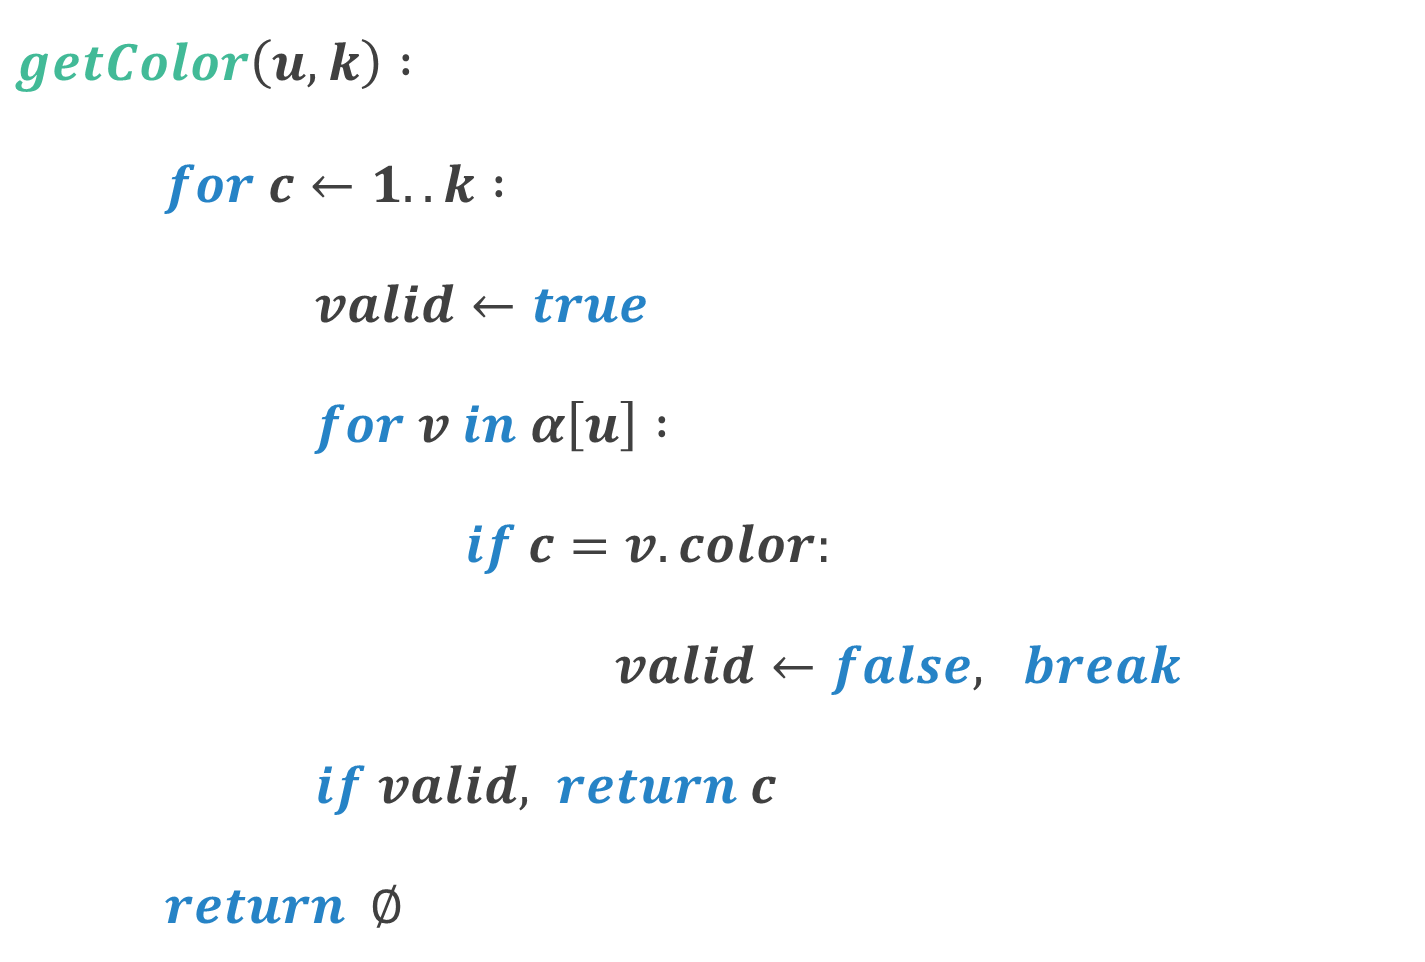 getColor(u, k) :
for c ← 1. . k :
valid ← true
for v in α[u] :
if c = v. color:
valid ← false, break
if valid, return c
return ∅